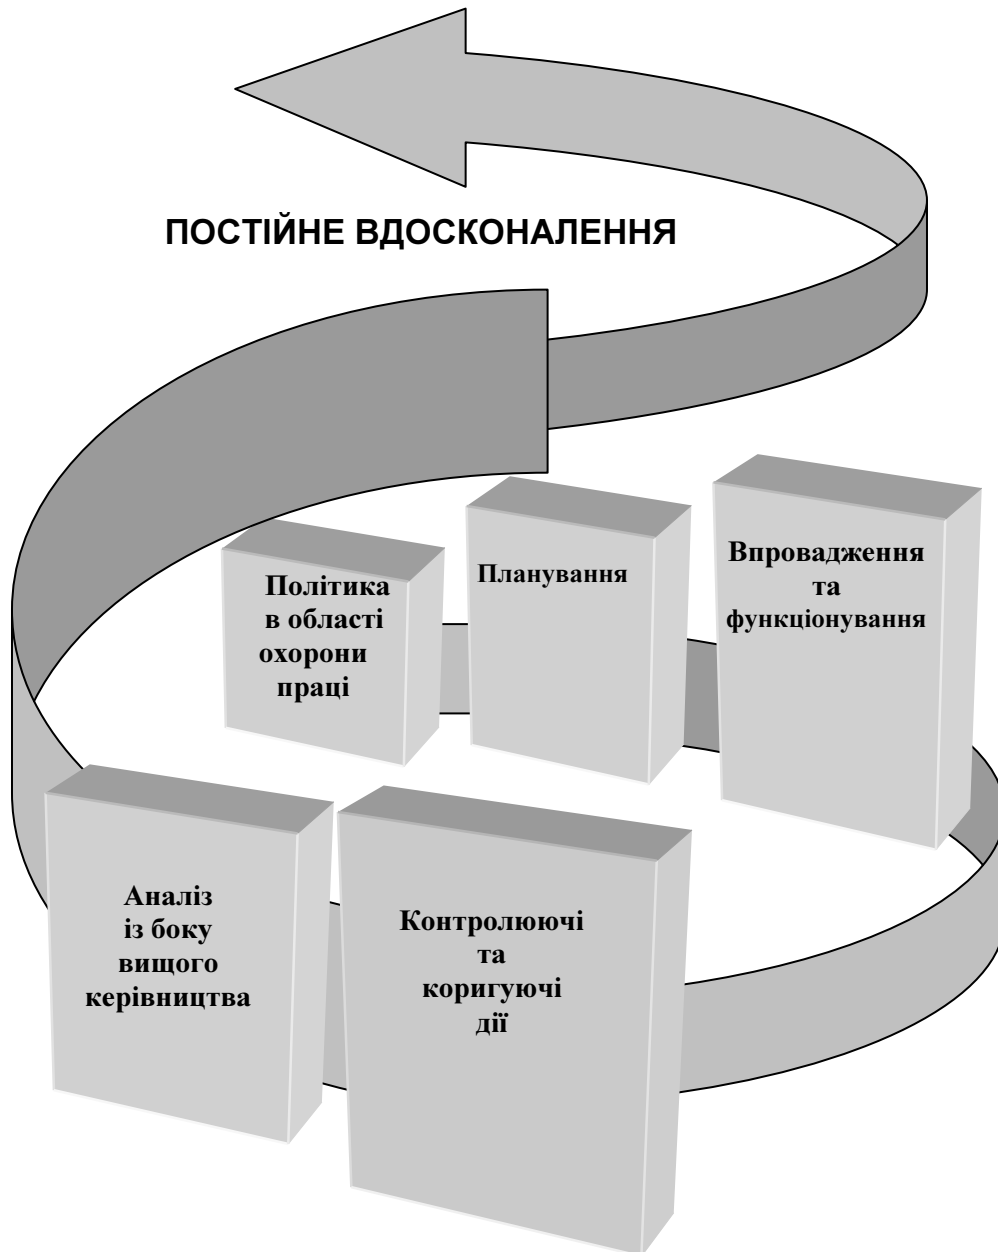 ПОСТІЙНЕ ВДОСКОНАЛЕННЯ
Політика
в області
охорони
праці
Планування
Впровадження
та
функціонування
Аналіз
із боку
вищого
керівництва
Контролюючі
та
коригуючі
дії